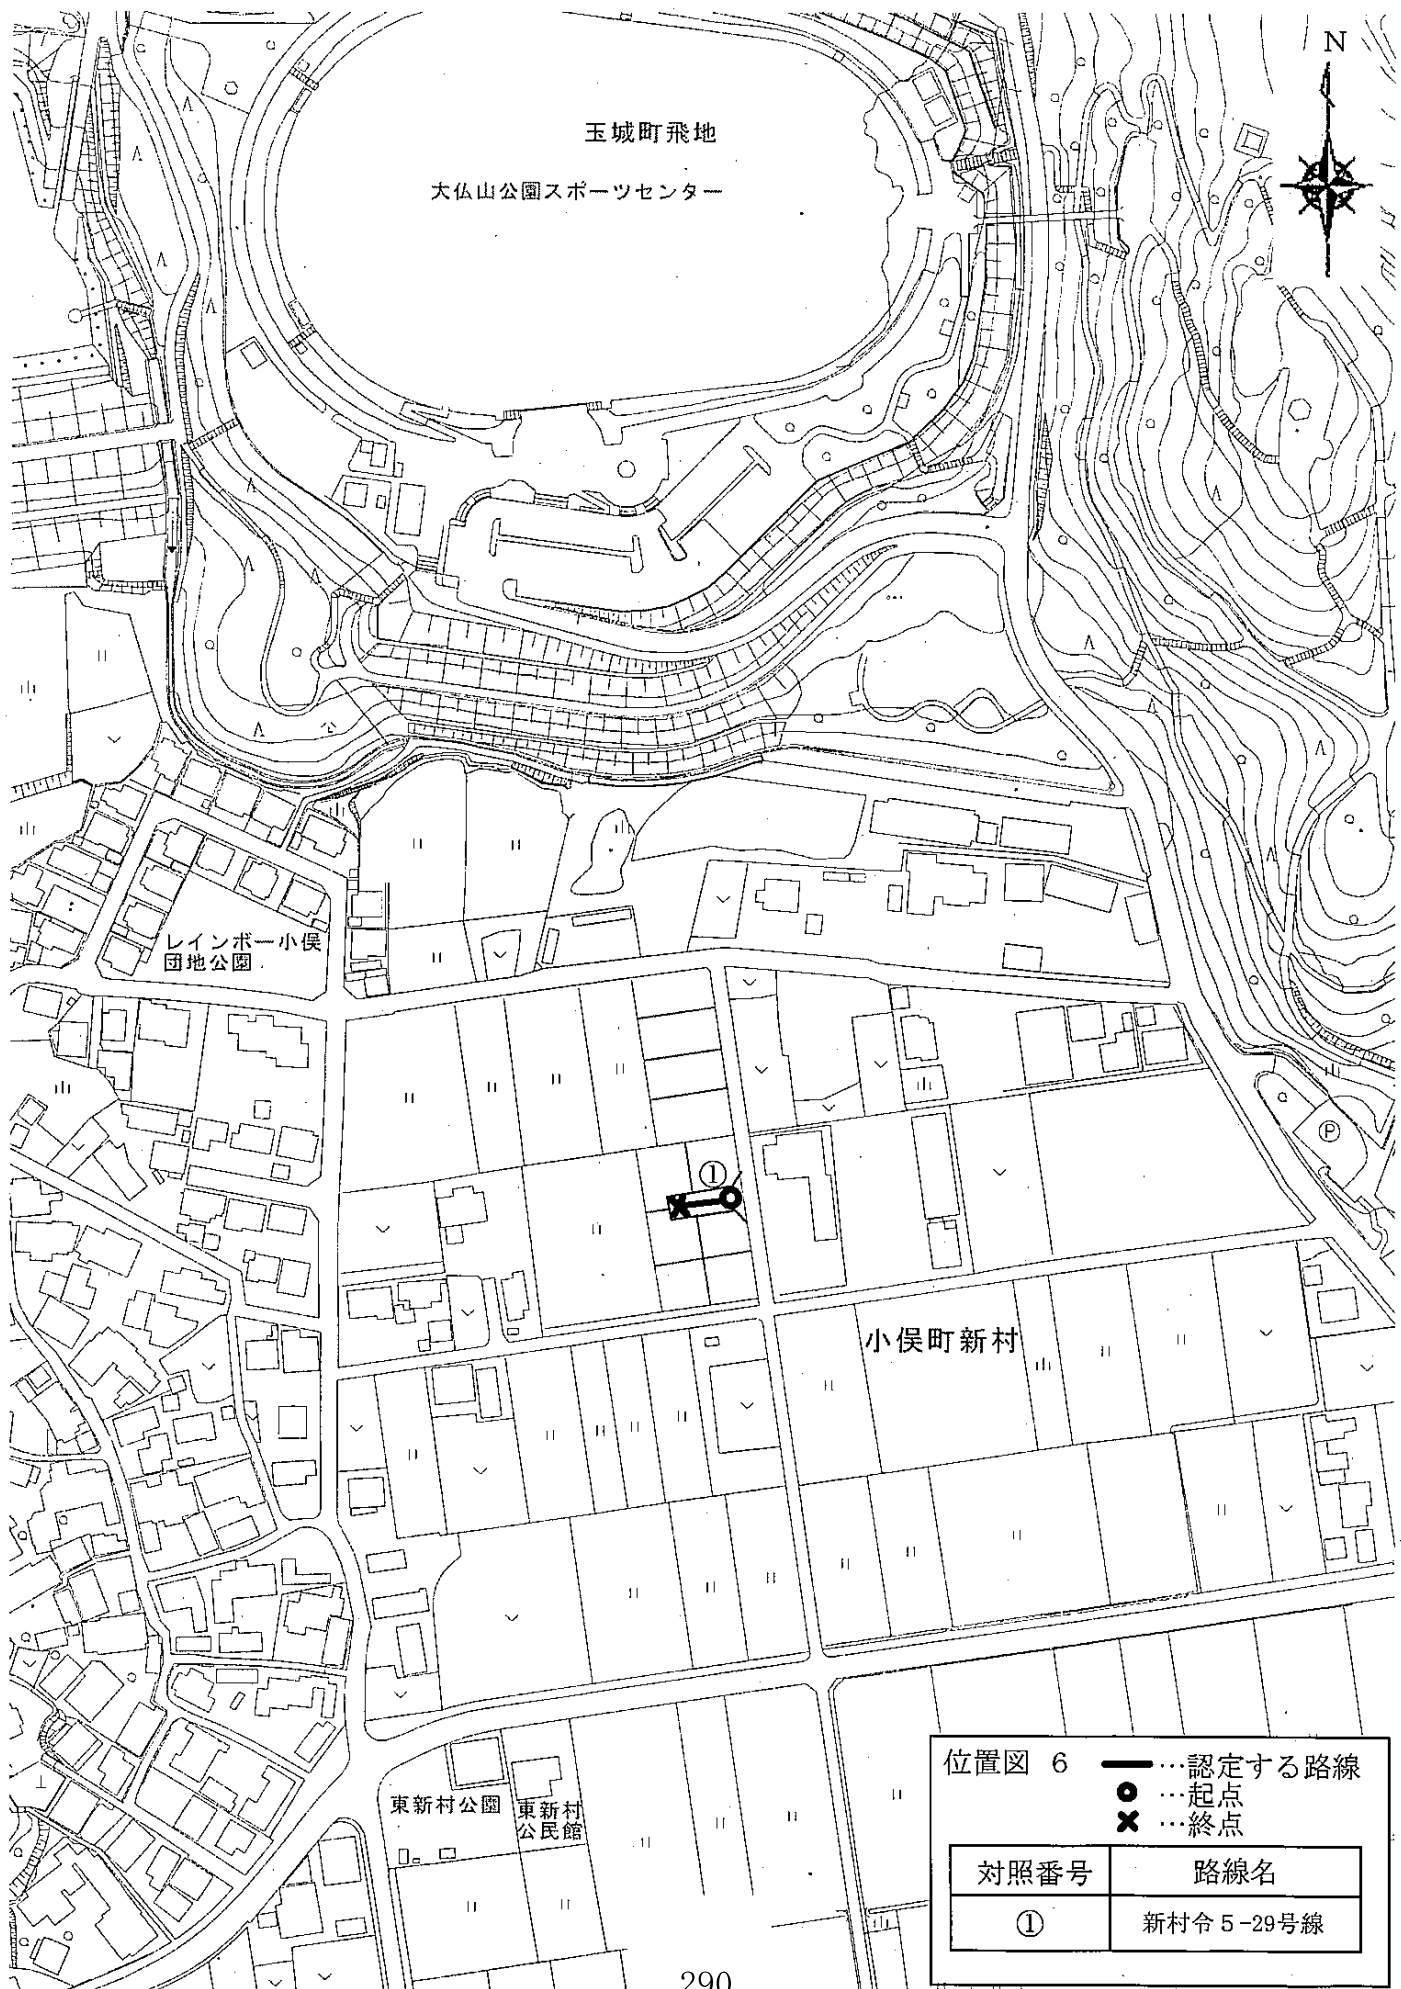 N
玉城町飛地
大仏山公園スポーツセンター
レインボー小俣
団地公園
P
①
小俣町新村
東新村公園
東新村
公民館
位置図 6 …認定する路線
…起点
…終点
対照番号 路線名
① 新村令5-29号線
290